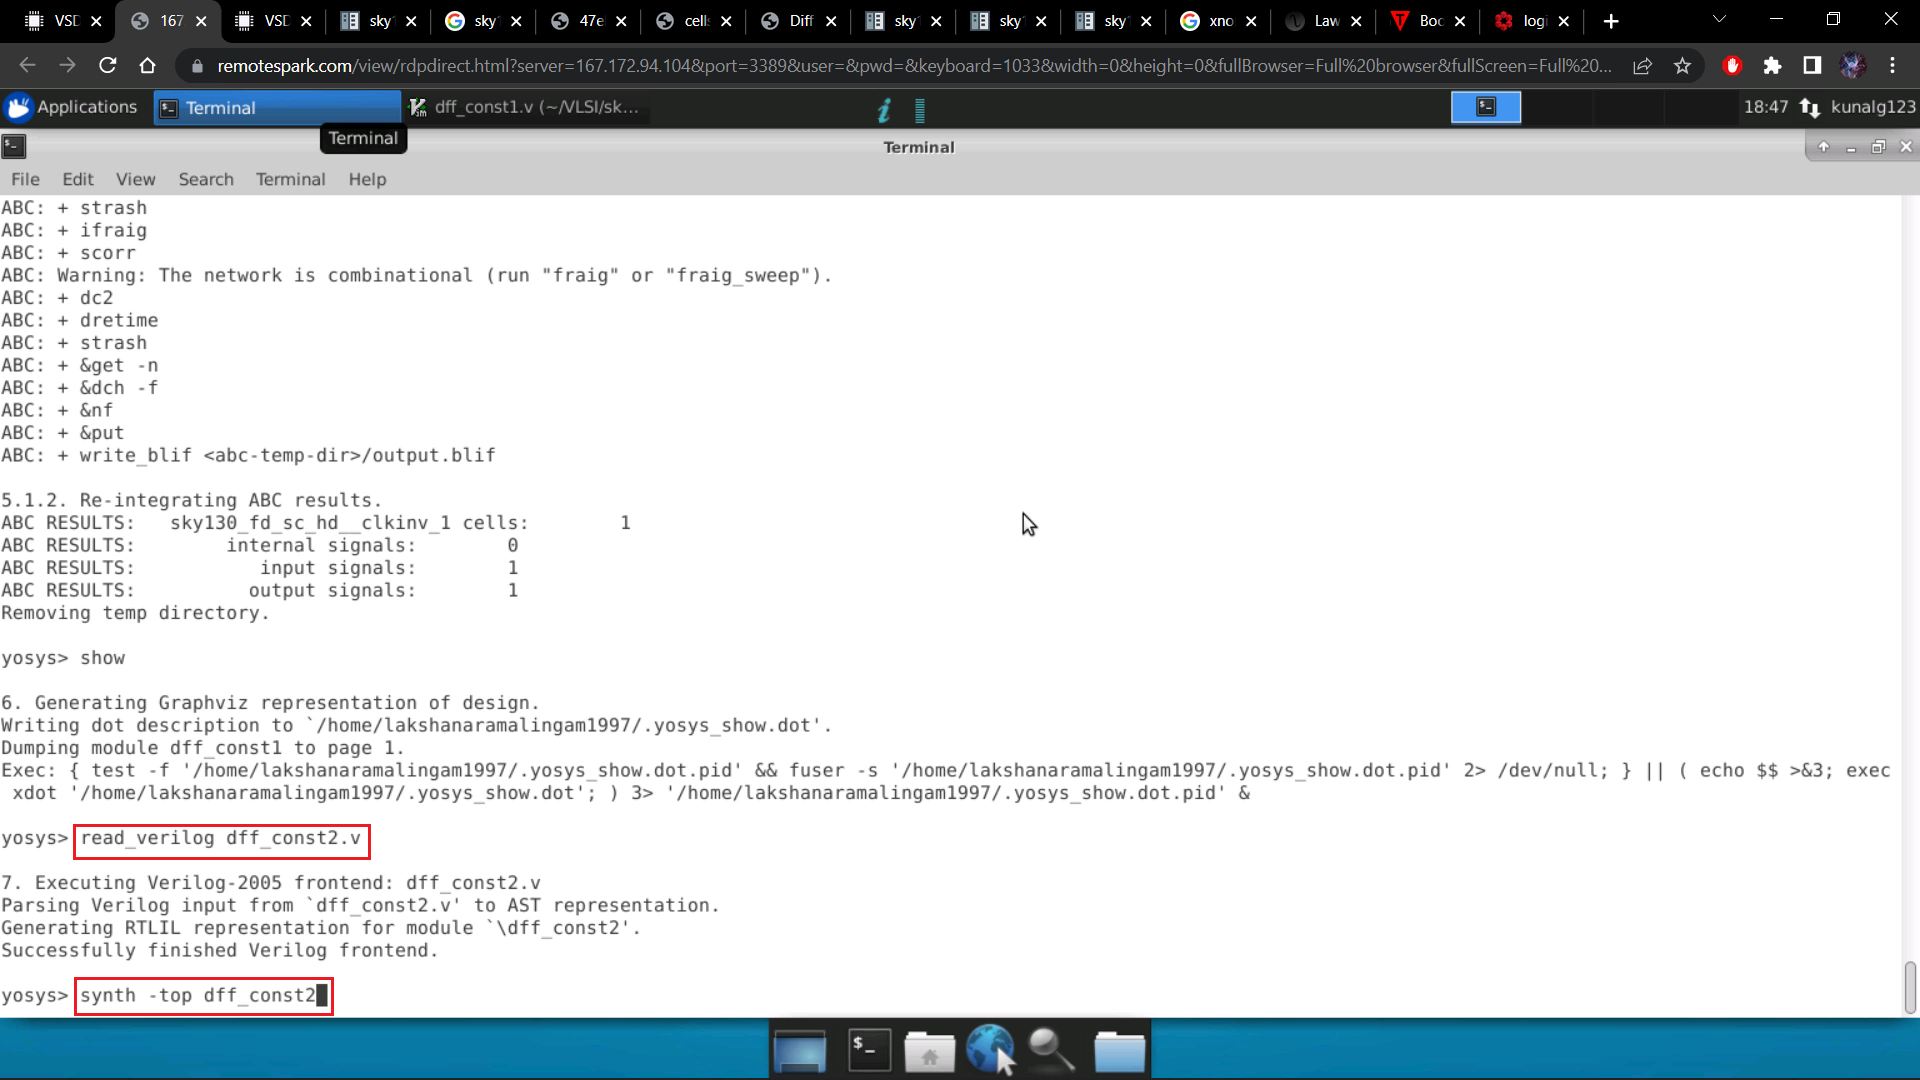 VSD
167
VSD
sky
sky
47e
cell
Diff
sky
sky
sky
xno
Law
Boc
logi
remotespark.com/view/rdpdirect.html?server=167.172.94.104&port=3389&user=&pwd=&keyboard=1033&width=0&height=0&fullBrowser=Full%20browser&fullScreen=Full%20...
Applications
Terminal
dff_const1.v (~/VLSI/sk...
18:47
kunalg123
Terminal
Terminal
File Edit View Search Terminal Help
ABC: + strash
ABC: + ifraig
ABC: + scorr
ABC: Warning: The network is combinational (run "fraig" or "fraig_sweep").
ABC: + dc2
ABC: + dretime
ABC: + strash
ABC: + &get -n
ABC: + &dch -f
ABC: + &nf
ABC: + &put
ABC: + write_blif <abc-temp-dir>/output.blif
5.1.2. Re-integrating ABC results.
ABC RESULTS: sky130_fd_sc_hd__clkinv_1 cells: 1
ABC RESULTS: internal signals: 0
ABC RESULTS: input signals: 1
ABC RESULTS: output signals: 1
Removing temp directory.
yosys> show
6. Generating Graphviz representation of design.
Writing dot description to `/home/lakshanaramalingam1997/.yosys_show.dot'.
Dumping module dff_const1 to page 1.
Exec: { test -f '/home/lakshanaramalingam1997/.yosys_show.dot.pid' && fuser -s '/home/lakshanaramalingam1997/.yosys_show.dot.pid' 2> /dev/null; } || ( echo $$ >&3; exec
xdot '/home/lakshanaramalingam1997/.yosys_show.dot'; ) 3> '/home/lakshanaramalingam1997/.yosys_show.dot.pid' &
yosys> read_verilog dff_const2.v
7. Executing Verilog-2005 frontend: dff_const2.v
Parsing Verilog input from `dff_const2.v' to AST representation.
Generating RTLIL representation for module `\dff_const2'.
Successfully finished Verilog frontend.
yosys> synth -top dff_const2